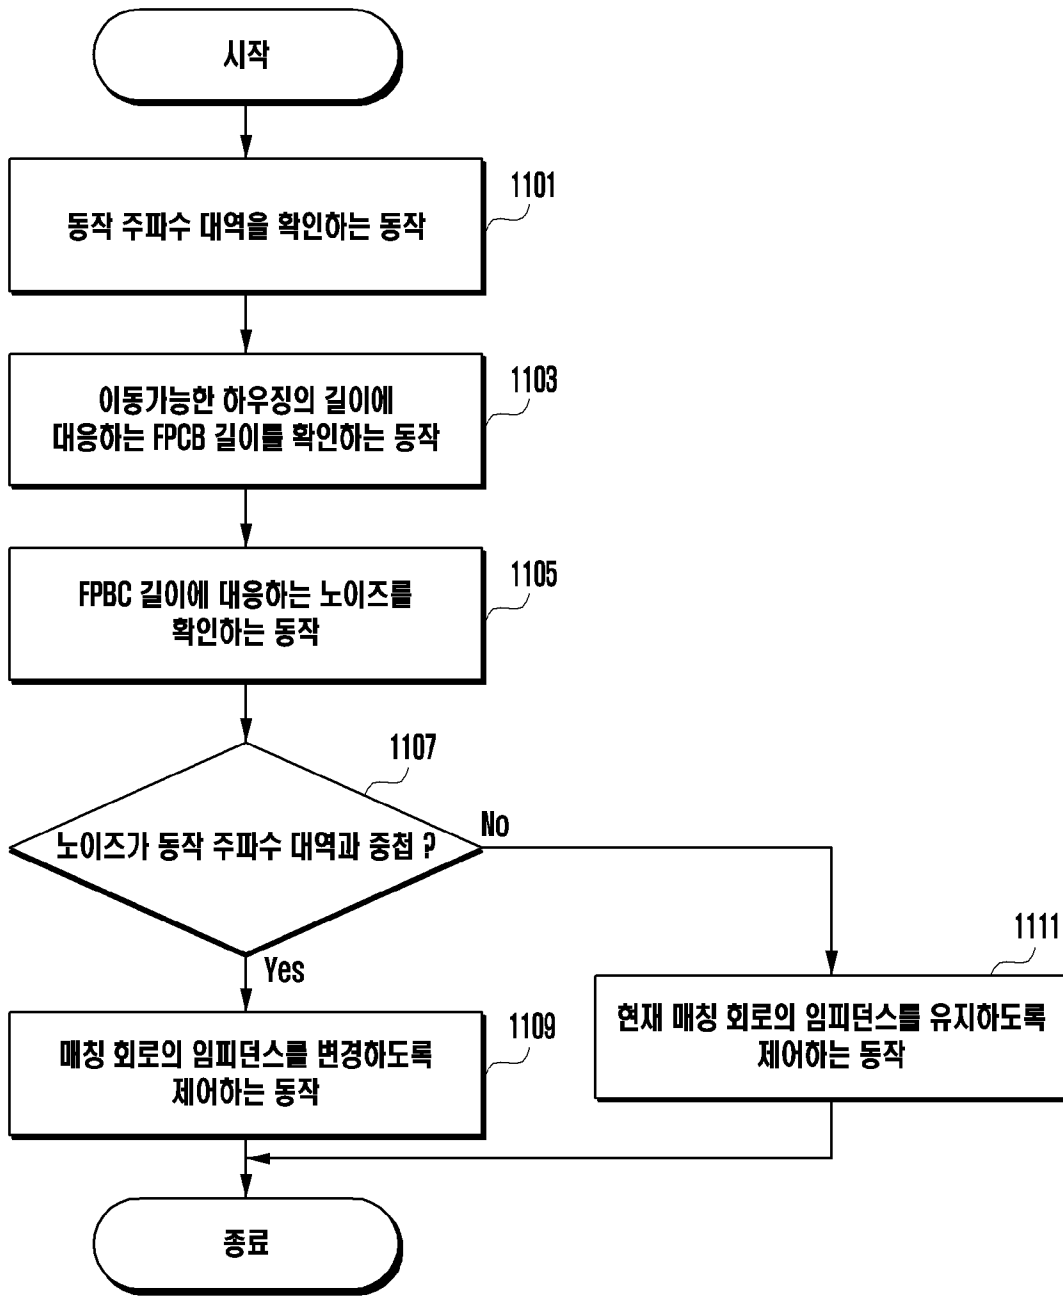 시작
1101
동작 주파수 대역을 확인하는 동작
1103
이동가능한 하우징의 길이에
대응하는 FPCB 길이를 확인하는 동작
1105
FPBC 길이에 대응하는 노이즈를
확인하는 동작
1107
노이즈가 동작 주파수 대역과 중첩 ?
No
Yes
1109
매칭 회로의 임피던스를 변경하도록
제어하는 동작
1111
현재 매칭 회로의 임피던스를 유지하도록
제어하는 동작
종료